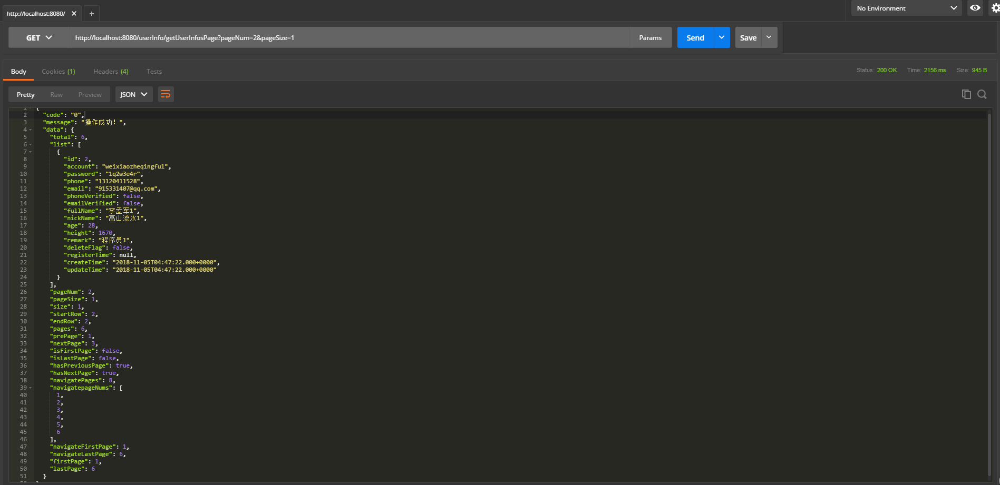 http://localhost:8080/ × +
No Environment
GET http://localhost:8080/userInfo/getUserInfosPage?pageNum=2&pageSize=1 Params Send Save
Body Cookies (1) Headers (4) Tests Status: 200 OK Time: 2156 ms Size: 945 B
Pretty Raw Preview JSON
1 {
2 "code": "0",
3 "message": "操作成功！",
4 "data": {
5 "total": 6,
6 "list": [
7 {
8 "id": 2,
9 "account": "weixiaozheqingfu1",
10 "password": "1q2w3e4r",
11 "phone": "13120411528",
12 "email": "915331407@qq.com",
13 "phoneVerified": false,
14 "emailVerified": false,
15 "fullName": "李孟军1",
16 "nickName": "高山流水1",
17 "age": 28,
18 "height": 1670,
19 "remark": "程序员1",
20 "deleteFlag": false,
21 "registerTime": null,
22 "createTime": "2018-11-05T04:47:22.000+0000",
23 "updateTime": "2018-11-05T04:47:22.000+0000"
24 }
25 ],
26 "pageNum": 2,
27 "pageSize": 1,
28 "size": 1,
29 "startRow": 2,
30 "endRow": 2,
31 "pages": 6,
32 "prePage": 1,
33 "nextPage": 3,
34 "isFirstPage": false,
35 "isLastPage": false,
36 "hasPreviousPage": true,
37 "hasNextPage": true,
38 "navigatePages": 8,
39 "navigatepageNums": [
40 1,
41 2,
42 3,
43 4,
44 5,
45 6
46 ],
47 "navigateFirstPage": 1,
48 "navigateLastPage": 6,
49 "firstPage": 1,
50 "lastPage": 6
51 }